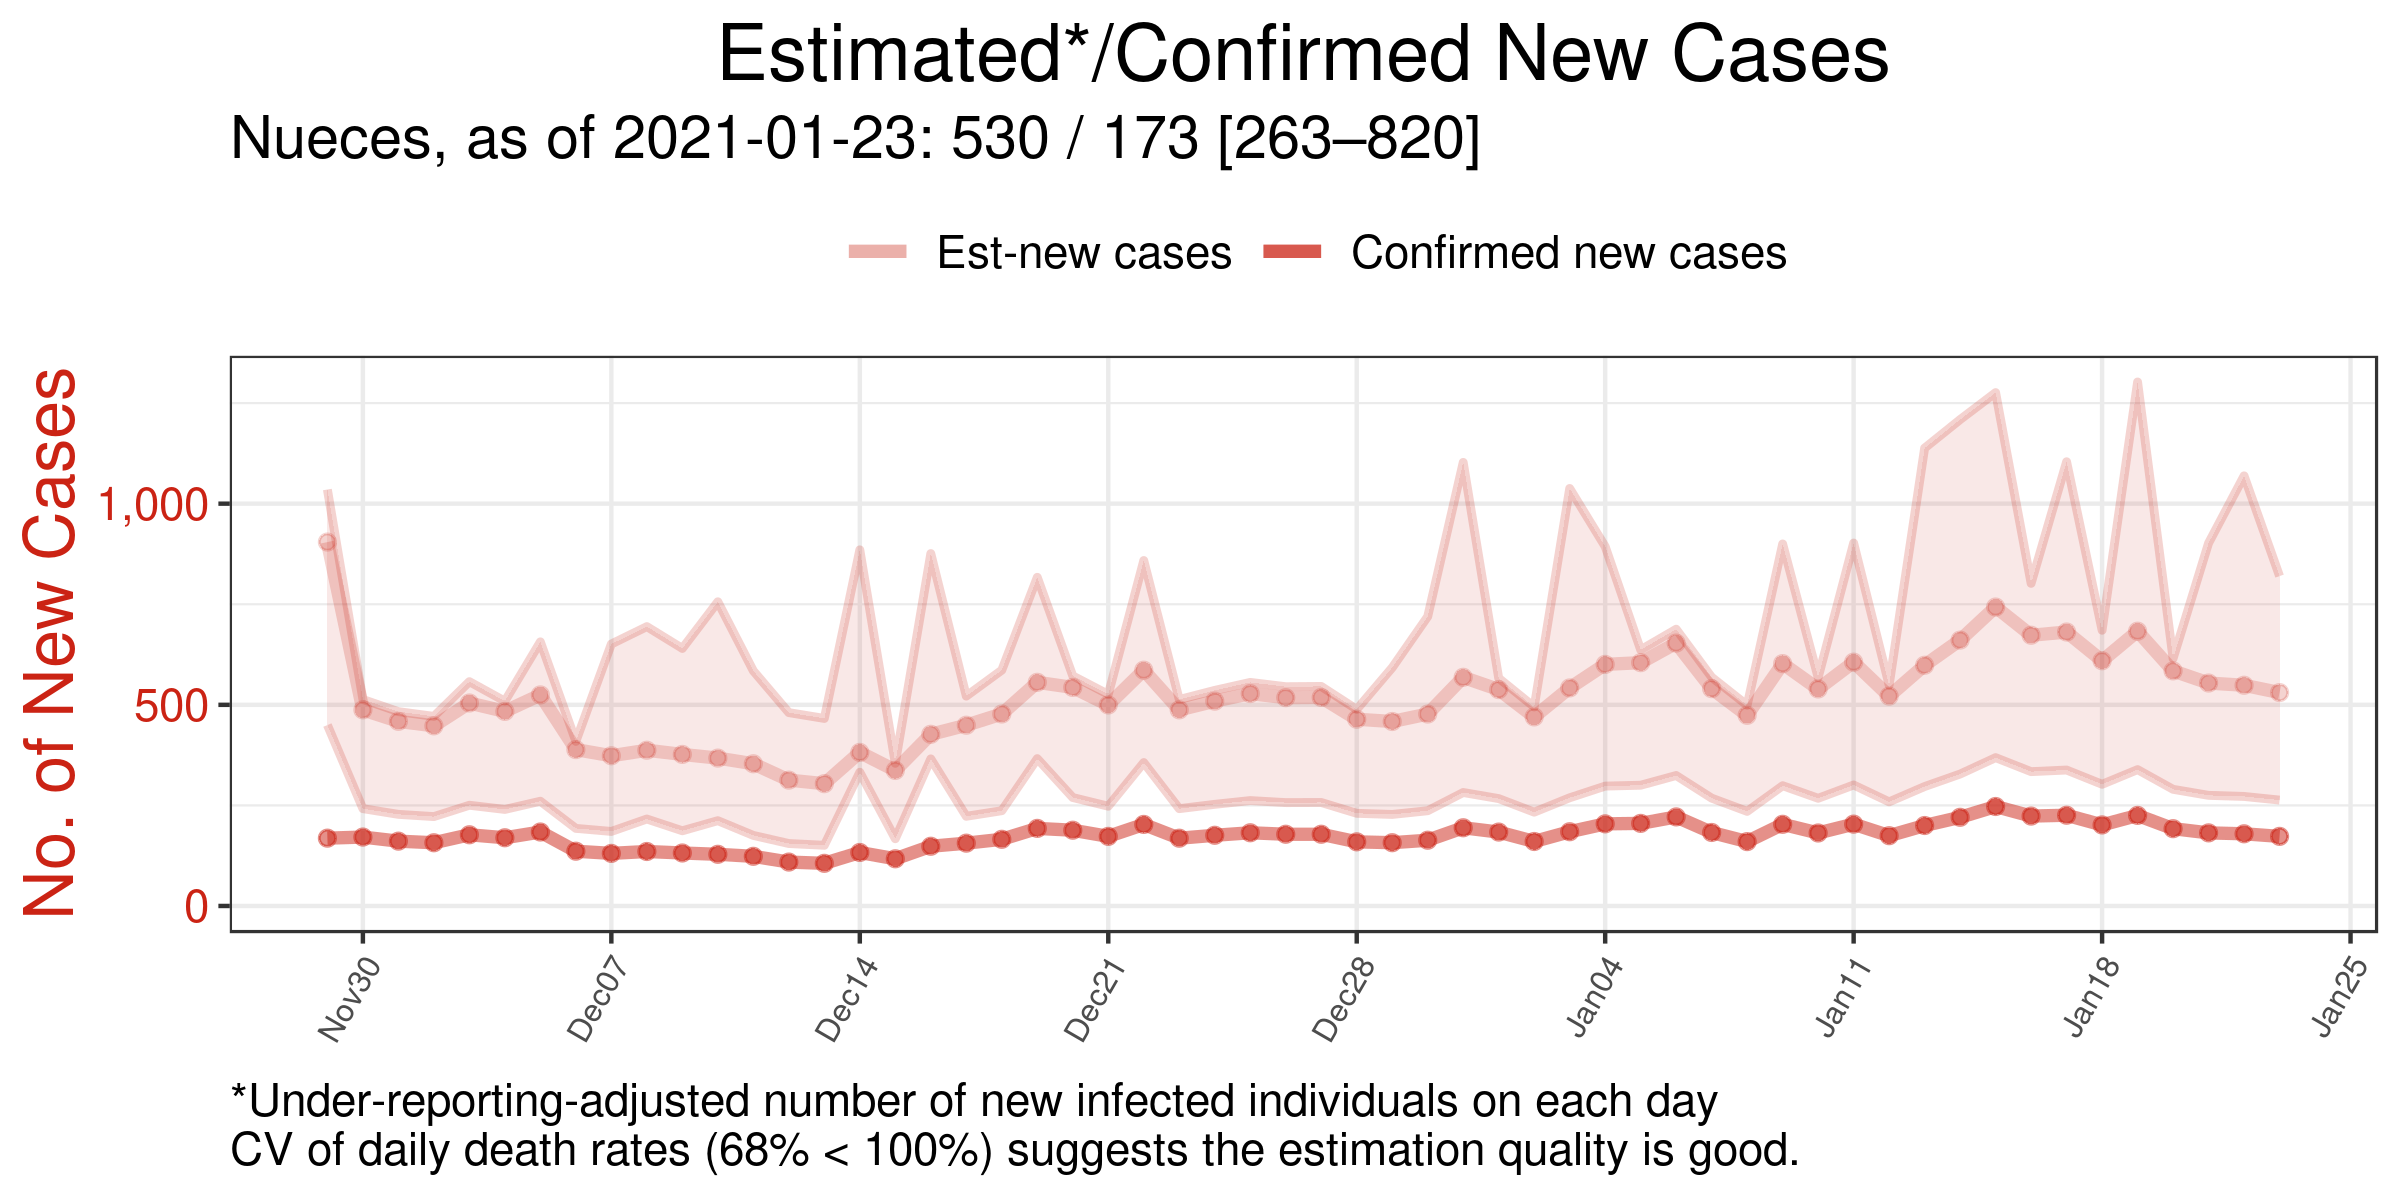 Estimated*/Confirmed New Cases
Nueces, as of 2021-01-23: 530 / 173 [263–820]
Est-new cases Confirmed new cases
No. of New Cases
1,000
500
0
Nov30 Dec07 Dec14 Dec21 Dec28 Jan04 Jan11 Jan18 Jan25
*Under-reporting-adjusted number of new infected individuals on each day
CV of daily death rates (68% < 100%) suggests the estimation quality is good.